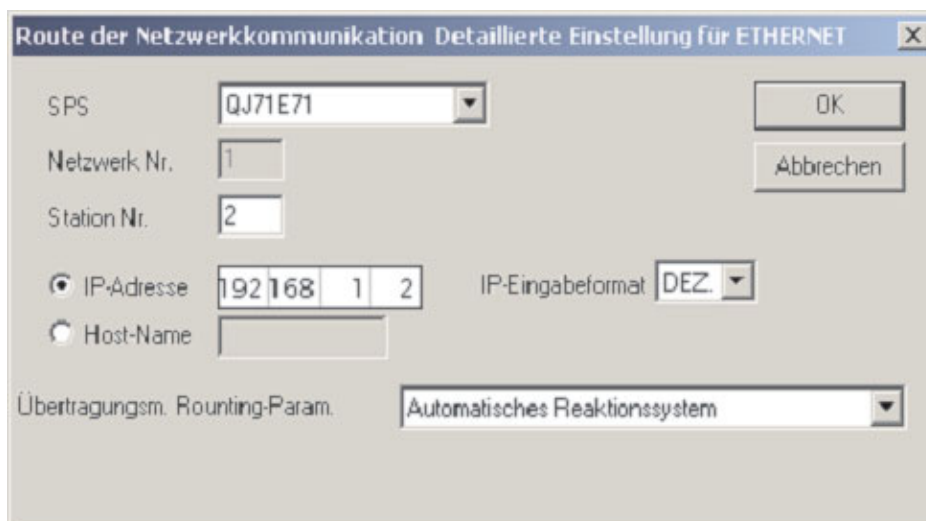 Route der Netzwerkkommunikation Detaillierte Einstellung für ETHERNET
SPS QJ71E71 OK
Netzwerk Nr. 1 Abbrechen
Station Nr. 2
IP-Adresse 192 168 1 2 IP-Eingabeformat DEZ.
Host-Name
Übertragungsm. Rounting-Param. Automatisches Reaktionssystem